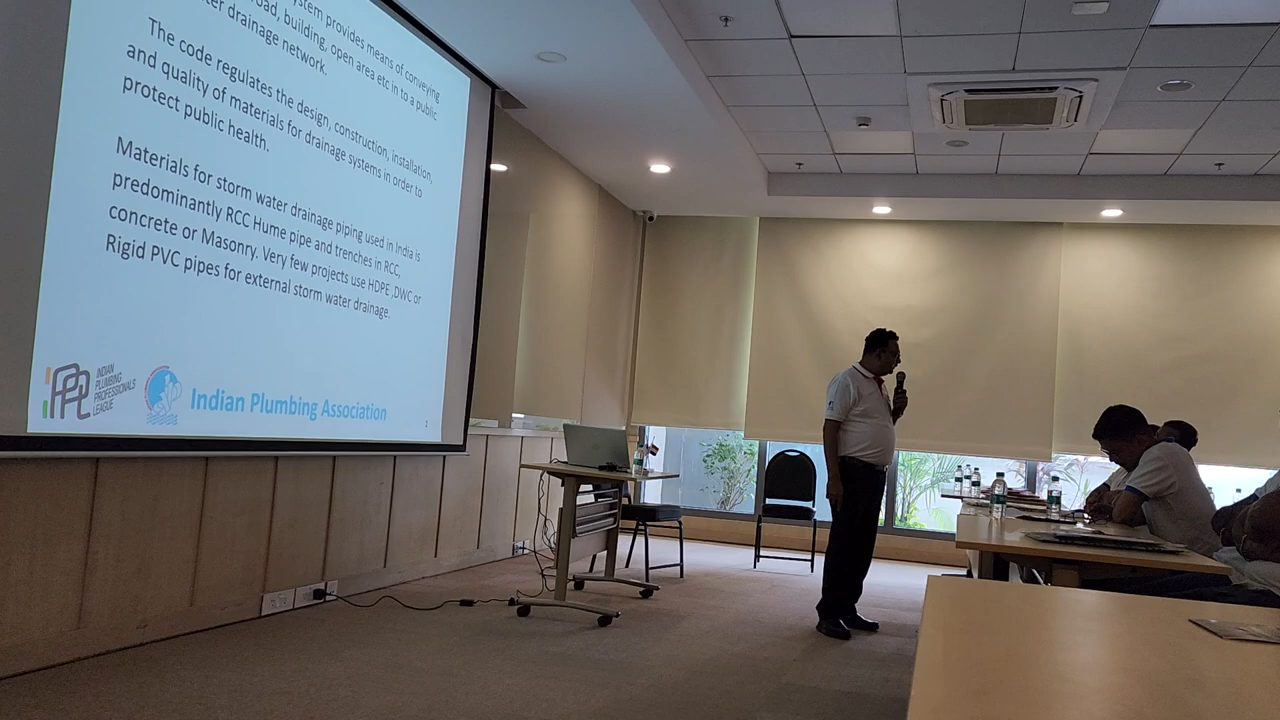 system provides means of conveying
road, building, open area etc in to a public
drainage network.
The code regulates the design, construction, installation,
and quality of materials for drainage systems in order to
protect public health.
Materials for storm water drainage piping used in India is
predominantly RCC Hume pipe and trenches in RCC,
concrete or Masonry. Very few projects use HDPE ,DWC or
Rigid PVC pipes for external storm water drainage.
IPPL
INDIAN
PLUMBING
PROFESSIONALS
LEAGUE
Indian Plumbing Association